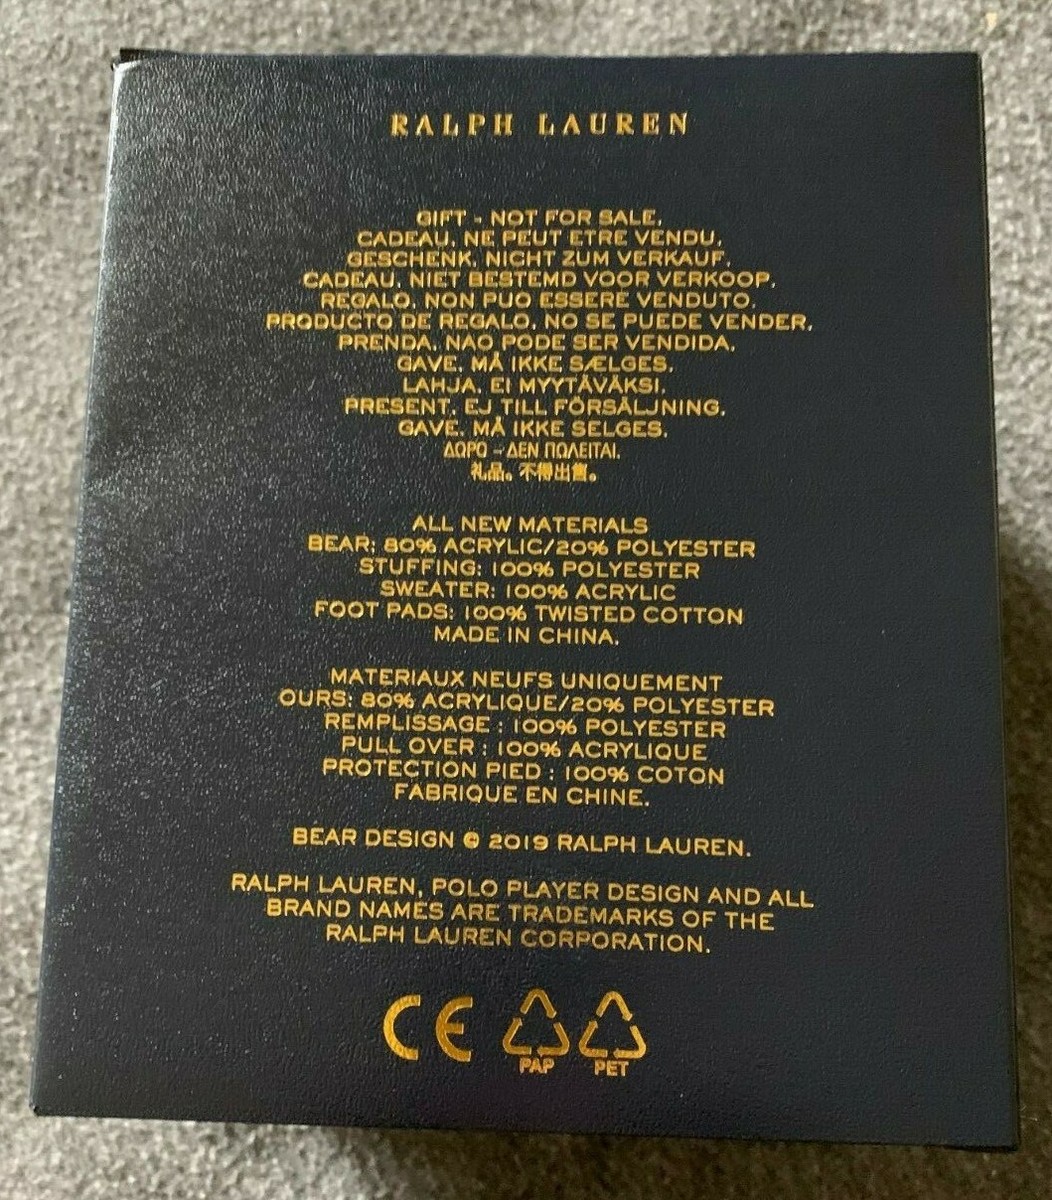 RALPH LAUREN
GIFT - NOT FOR SALE.
CADEAU. NE PEUT ETRE VENDU.
GESCHENK. NICHT ZUM VERKAUF.
CADEAU. NIET BESTEMD VOOR VERKOOP.
REGALO. NON PUO ESSERE VENDUTO.
PRODUCTO DE REGALO. NO SE PUEDE VENDER.
PRENDA. NAO PODE SER VENDIDA.
GAVE. MÅ IKKE SÆLGES.
LAHJA. EI MYYTÄVÄKSI.
PRESENT. EJ TILL FÖRSÄLJNING.
GAVE. MÅ IKKE SELGES.
ΔΩΡΟ – ΔΕΝ ΠΩΛΕΙΤΑΙ.
礼品。不得出售。
ALL NEW MATERIALS
BEAR: 80% ACRYLIC/20% POLYESTER
STUFFING: 100% POLYESTER
SWEATER: 100% ACRYLIC
FOOT PADS: 100% TWISTED COTTON
MADE IN CHINA.
MATERIAUX NEUFS UNIQUEMENT
OURS: 80% ACRYLIQUE/20% POLYESTER
REMPLISSAGE : 100% POLYESTER
PULL OVER : 100% ACRYLIQUE
PROTECTION PIED : 100% COTON
FABRIQUE EN CHINE.
BEAR DESIGN © 2019 RALPH LAUREN.
RALPH LAUREN, POLO PLAYER DESIGN AND ALL
BRAND NAMES ARE TRADEMARKS OF THE
RALPH LAUREN CORPORATION.
CE
PAP PET